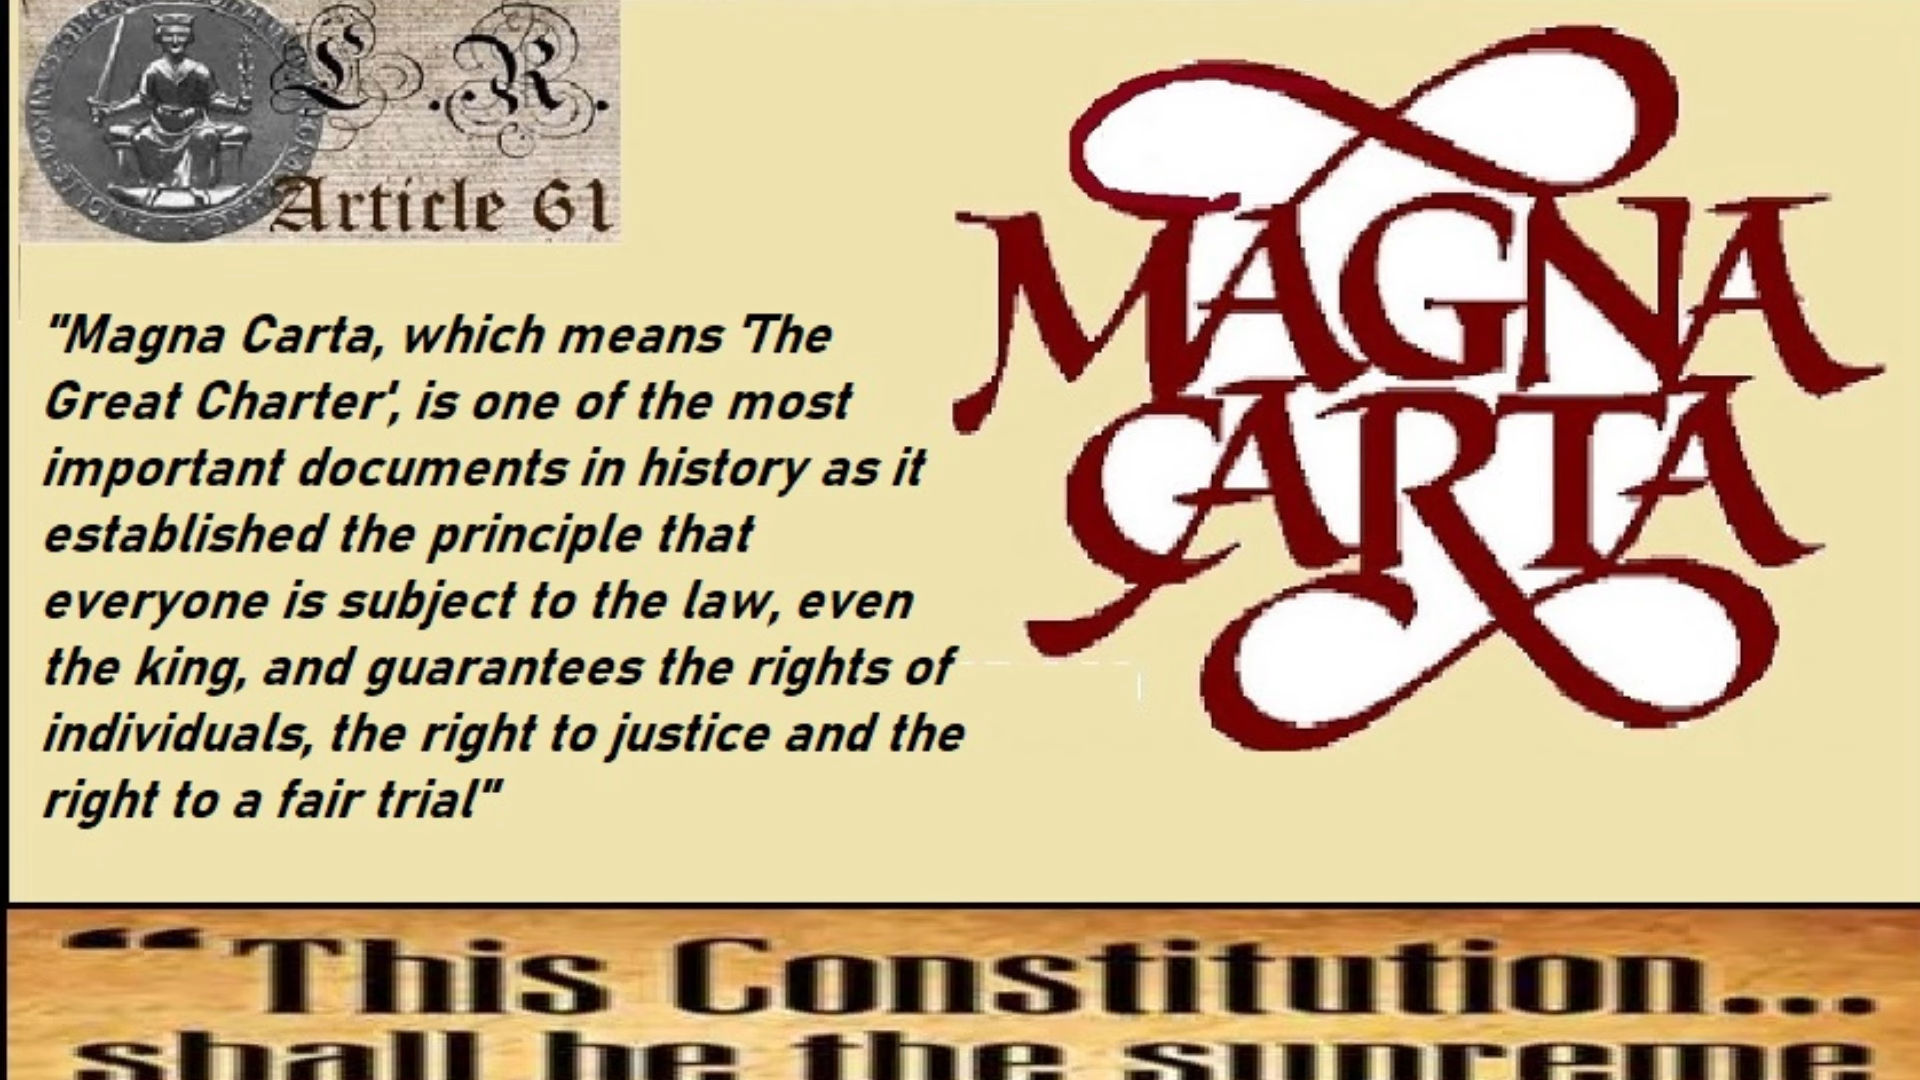 L.R.
Article 61
MAGNA
CARTA
"Magna Carta, which means 'The
Great Charter', is one of the most
important documents in history as it
established the principle that
everyone is subject to the law, even
the king, and guarantees the rights of
individuals, the right to justice and the
right to a fair trial"
“This Constitution...
shall be the supreme